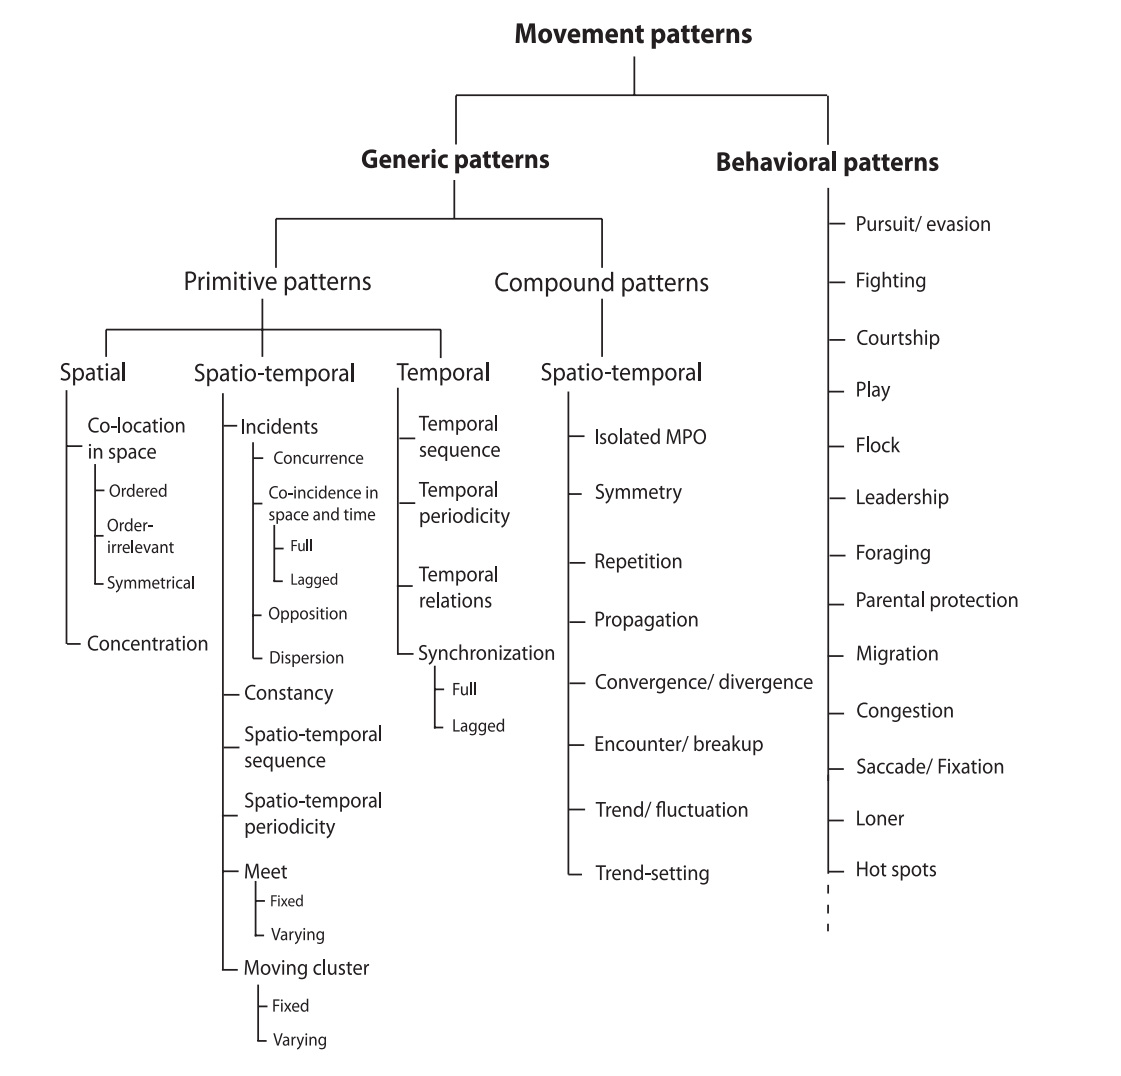 Movement patterns
Generic patterns
Behavioral patterns
Primitive patterns
Compound patterns
Spatial
Co-location
in space
Ordered
Order-
irrelevant
Symmetrical
Concentration
Spatio-temporal
Incidents
Concurrence
Co-incidence in
space and time
Full
Lagged
Opposition
Dispersion
Constancy
Spatio-temporal
sequence
Spatio-temporal
periodicity
Meet
Fixed
Varying
Moving cluster
Fixed
Varying
Temporal
Temporal
sequence
Temporal
periodicity
Temporal
relations
Synchronization
Full
Lagged
Spatio-temporal
Isolated MPO
Symmetry
Repetition
Propagation
Convergence/ divergence
Encounter/ breakup
Trend/ fluctuation
Trend-setting
Pursuit/ evasion
Fighting
Courtship
Play
Flock
Leadership
Foraging
Parental protection
Migration
Congestion
Saccade/ Fixation
Loner
Hot spots